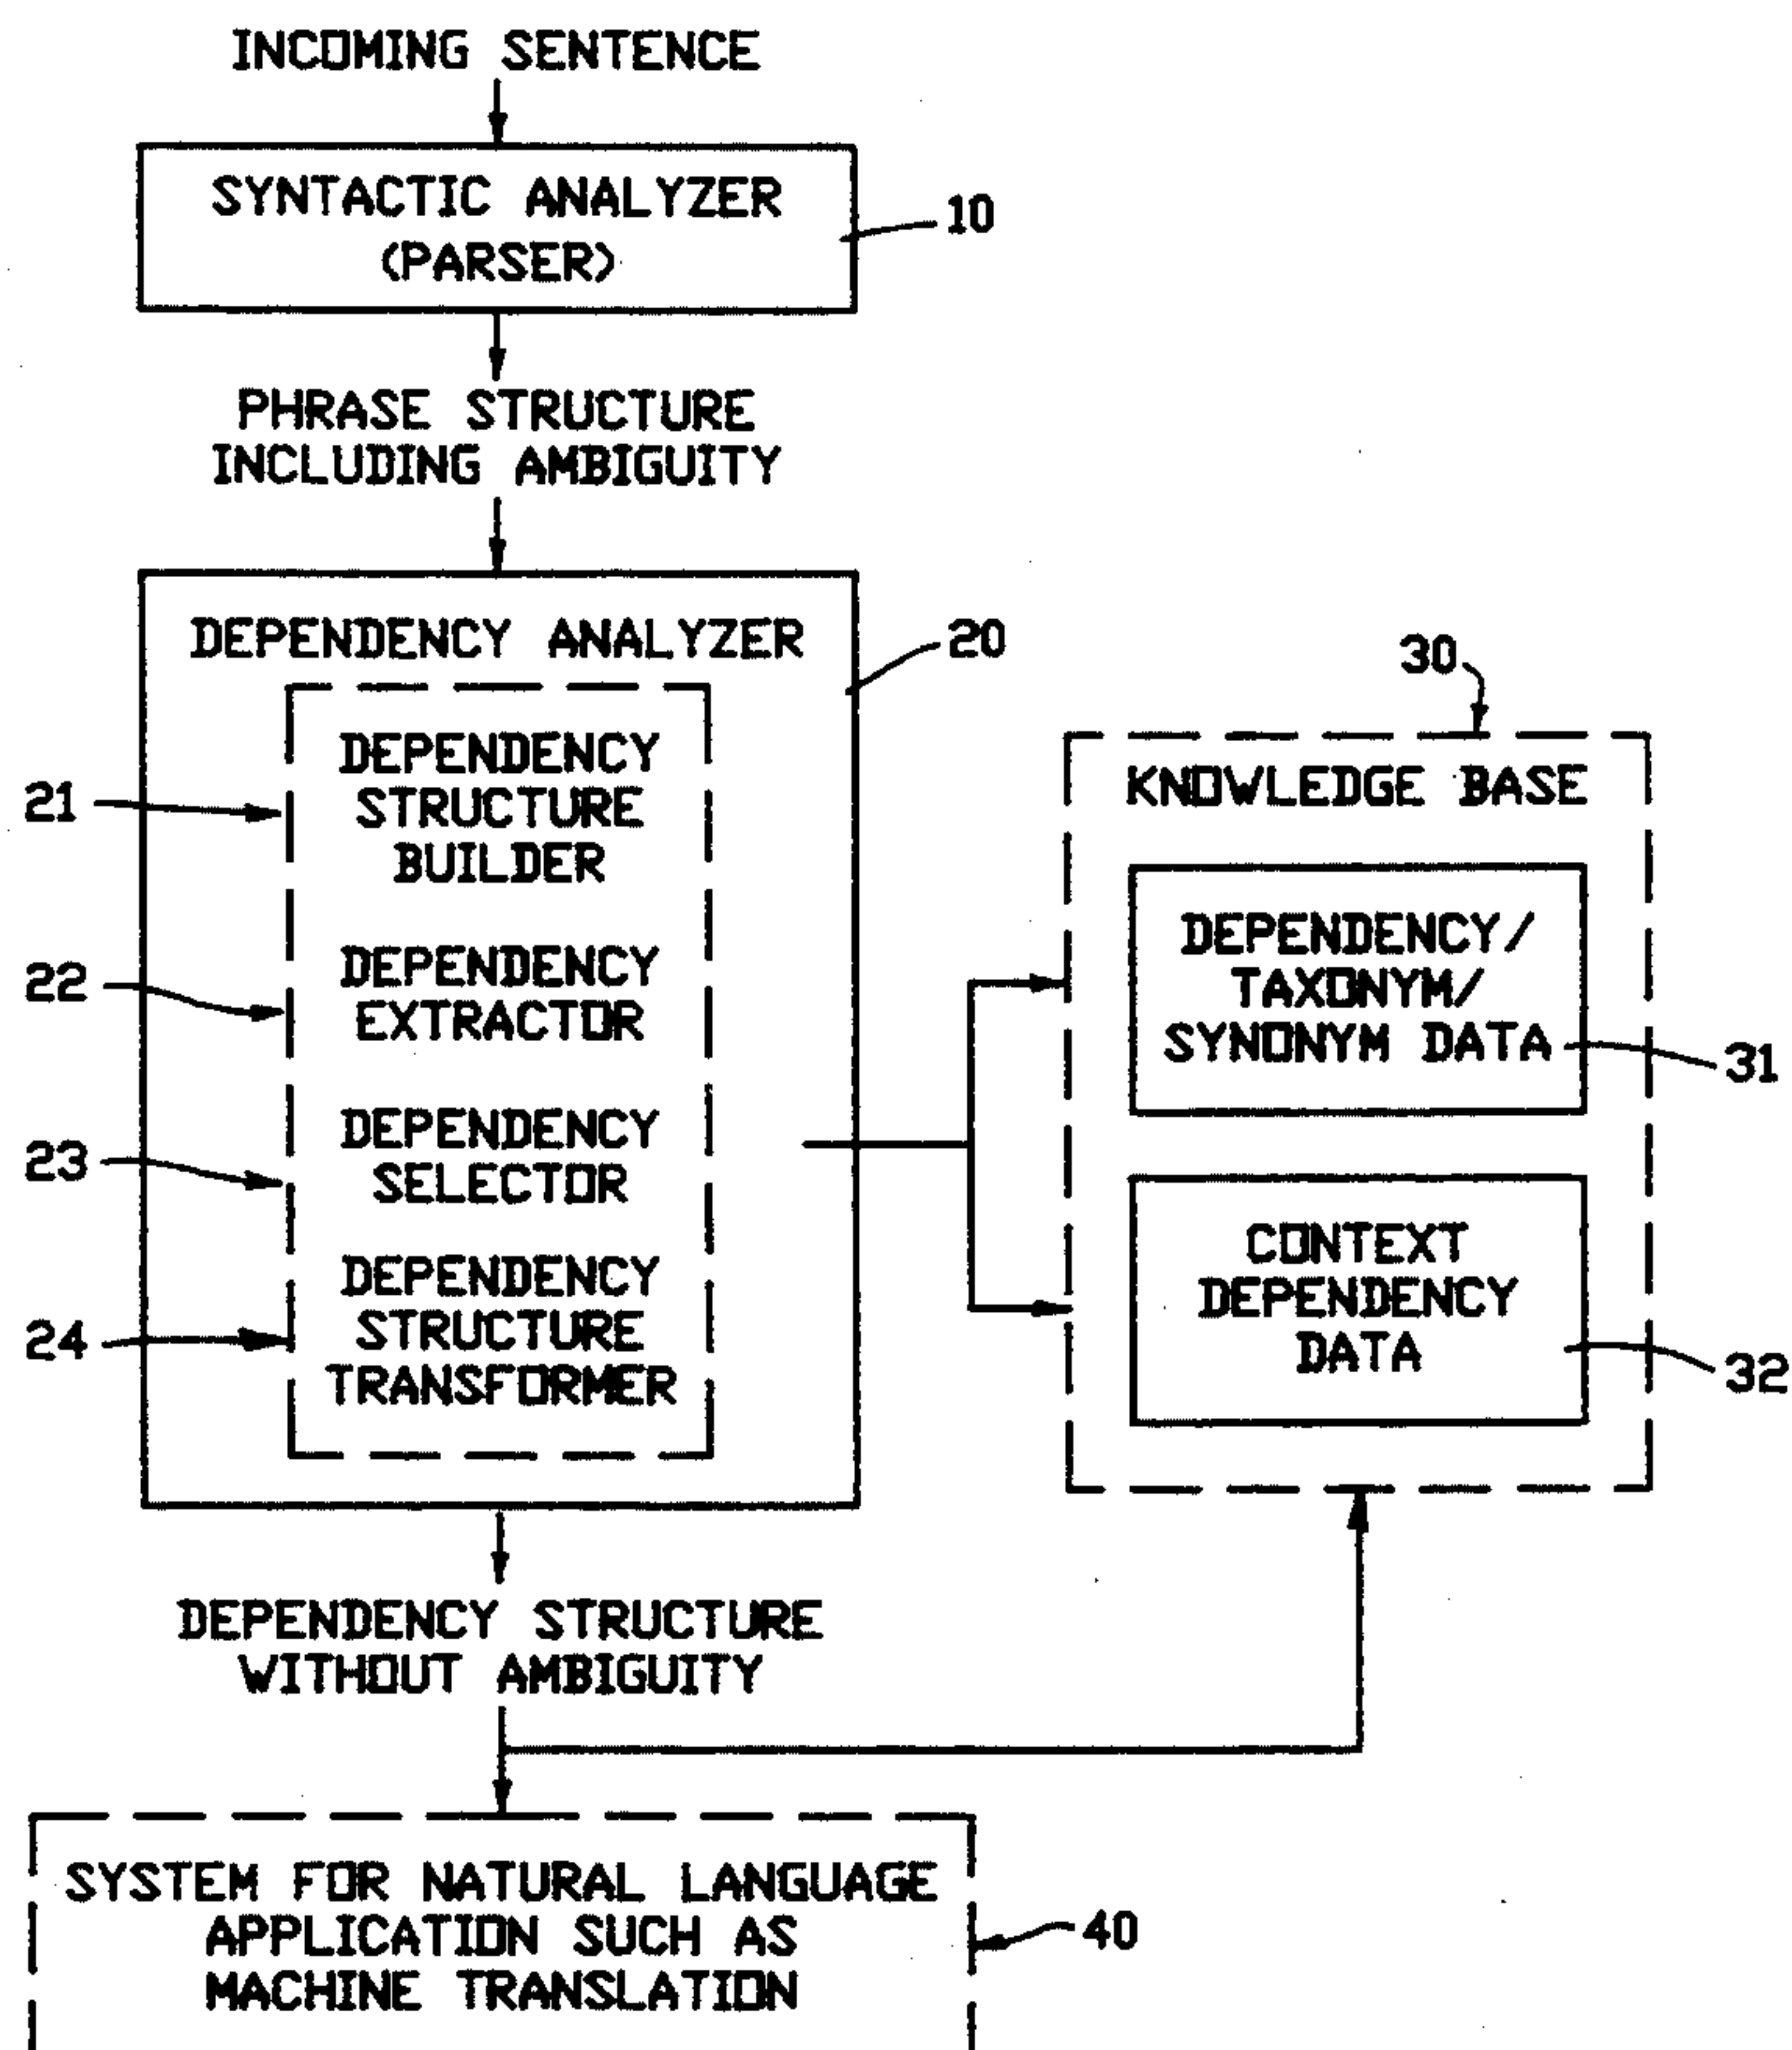 INCOMING SENTENCE
SYNTACTIC ANALYZER
(PARSER)
10
PHRASE STRUCTURE
INCLUDING AMBIGUITY
DEPENDENCY ANALYZER
20
21
DEPENDENCY
STRUCTURE
BUILDER
22
DEPENDENCY
EXTRACTOR
23
DEPENDENCY
SELECTOR
24
DEPENDENCY
STRUCTURE
TRANSFORMER
30
KNOWLEDGE BASE
DEPENDENCY/
TAXONYM/
SYNONYM DATA
31
CONTEXT
DEPENDENCY
DATA
32
DEPENDENCY STRUCTURE
WITHOUT AMBIGUITY
SYSTEM FOR NATURAL LANGUAGE
APPLICATION SUCH AS
MACHINE TRANSLATION
40